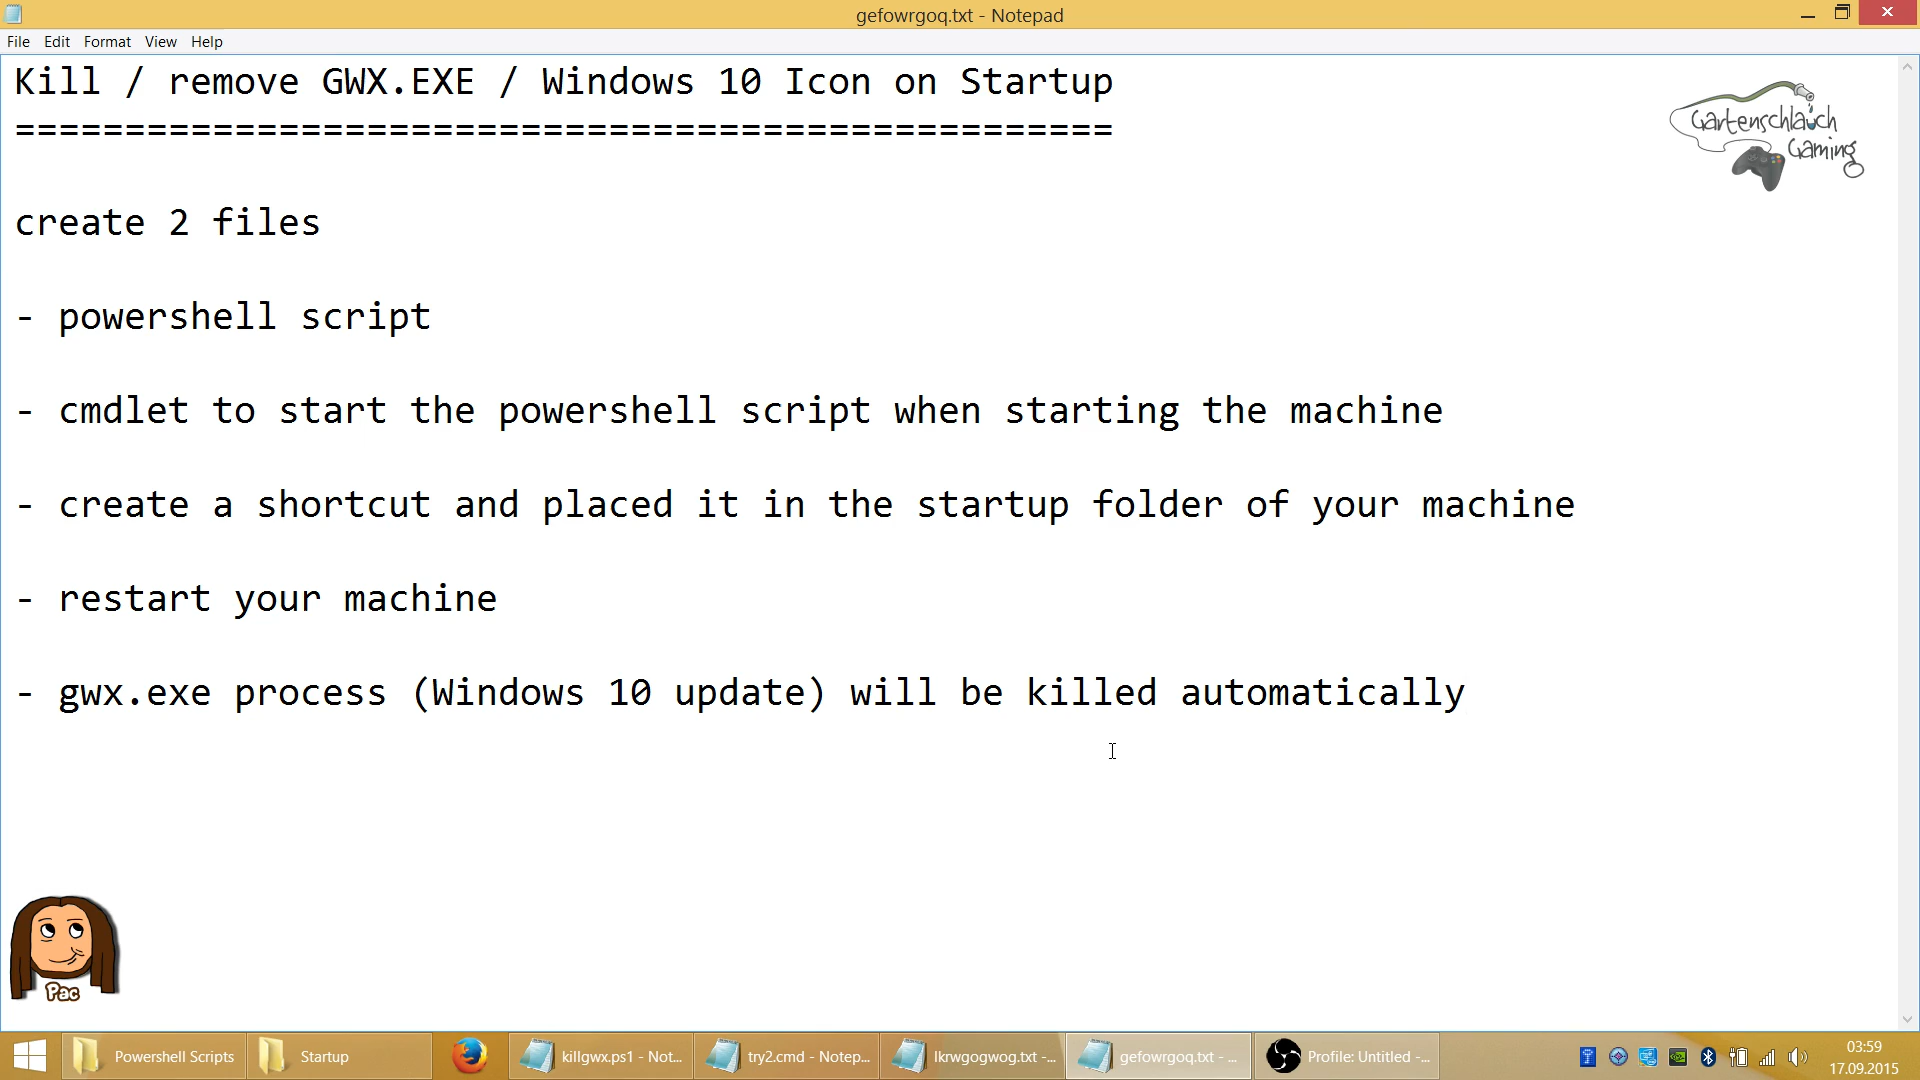 gefowrgoq.txt - Notepad
File Edit Format View Help
Kill / remove GWX.EXE / Windows 10 Icon on Startup
==================================================
Gartenschlauch
Gaming
create 2 files
- powershell script
- cmdlet to start the powershell script when starting the machine
- create a shortcut and placed it in the startup folder of your machine
- restart your machine
- gwx.exe process (Windows 10 update) will be killed automatically
Pac
Powershell Scripts
Startup
killgwx.ps1 - Not...
try2.cmd - Notep...
lkrwgogwog.txt -...
gefowrgoq.txt - ...
Profile: Untitled -...
03:59
17.09.2015